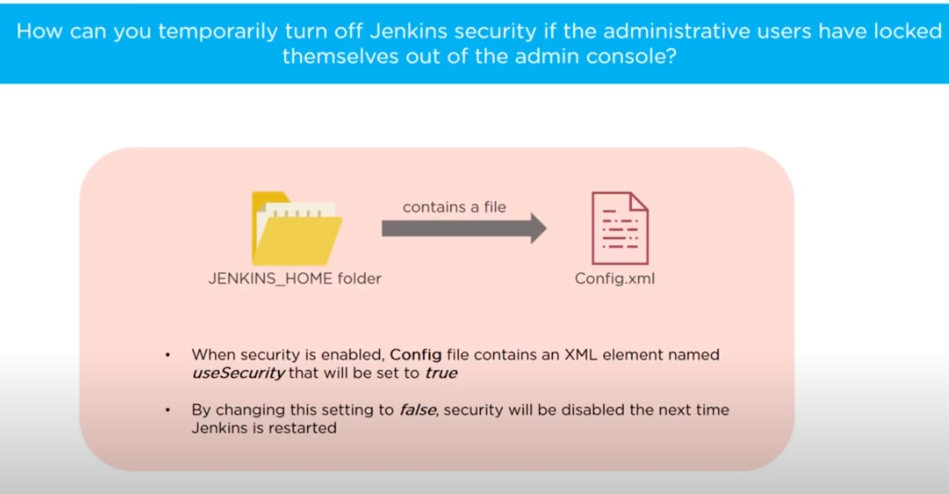 How can you temporarily turn off Jenkins security if the administrative users have locked
themselves out of the admin console?
contains a file
JENKINS_HOME folder
Config.xml
• When security is enabled, Config file contains an XML element named
useSecurity that will be set to true
• By changing this setting to false, security will be disabled the next time
Jenkins is restarted